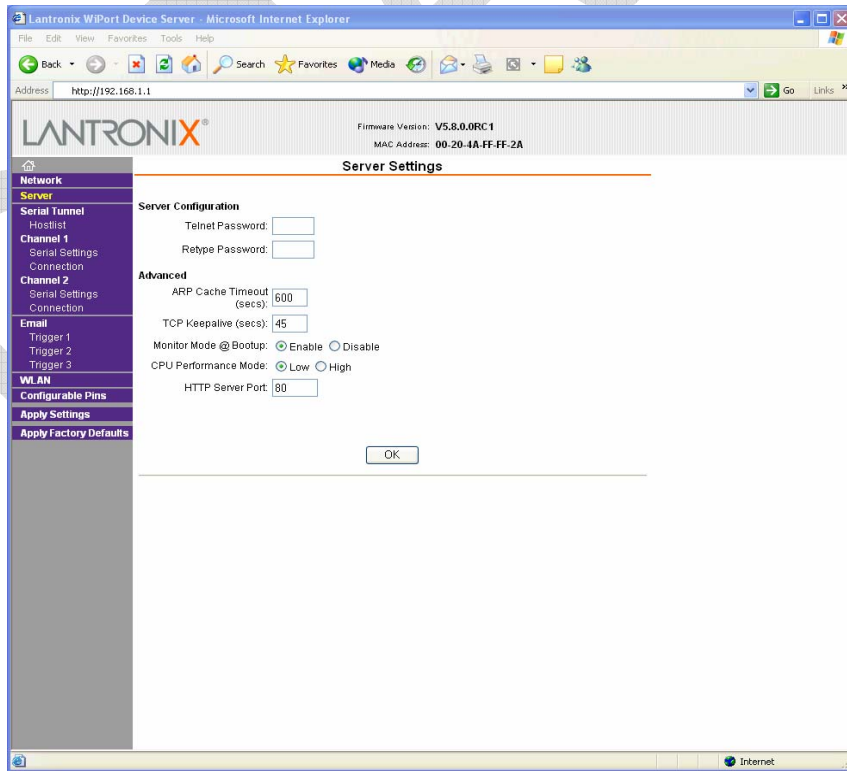 Lantronix WiPort Device Server - Microsoft Internet Explorer
File Edit View Favorites Tools Help
Back Search Favorites Media
Address http://192.168.1.1 Go Links »
LANTRONIX®
Firmware Version: V5.8.0.0RC1
MAC Address: 00-20-4A-FF-FF-2A
Server Settings
Network
Server
Serial Tunnel
Hostlist
Channel 1
Serial Settings
Connection
Channel 2
Serial Settings
Connection
Email
Trigger 1
Trigger 2
Trigger 3
WLAN
Configurable Pins
Apply Settings
Apply Factory Defaults
Server Configuration
Telnet Password:
Retype Password:
Advanced
ARP Cache Timeout
(secs): 600
TCP Keepalive (secs): 45
Monitor Mode @ Bootup: Enable Disable
CPU Performance Mode: Low High
HTTP Server Port: 80
OK
Internet